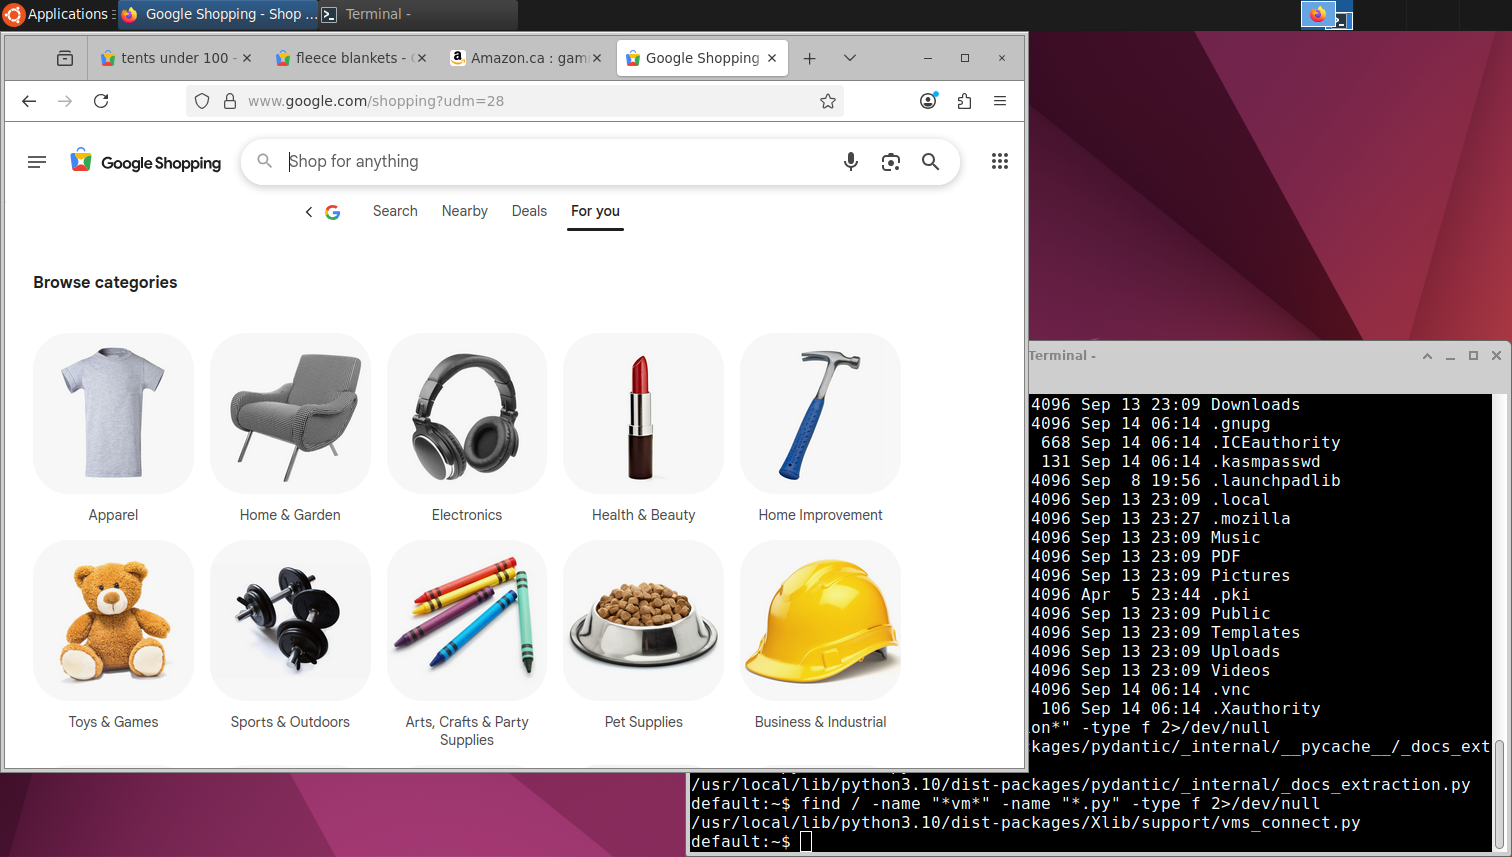 Applications
Google Shopping - Shop ...
Terminal -
tents under 100 -
fleece blankets -
Amazon.ca : gam
Google Shopping
www.google.com/shopping?udm=28
Google Shopping
Shop for anything
Search
Nearby
Deals
For you
Browse categories
Apparel
Home & Garden
Electronics
Health & Beauty
Home Improvement
Toys & Games
Sports & Outdoors
Arts, Crafts & Party
Supplies
Pet Supplies
Business & Industrial
Terminal -
4096 Sep 13 23:09 Downloads
4096 Sep 14 06:14 .gnupg
668 Sep 14 06:14 .ICEauthority
131 Sep 14 06:14 .kasmpasswd
4096 Sep  8 19:56 .launchpadlib
4096 Sep 13 23:09 .local
4096 Sep 13 23:27 .mozilla
4096 Sep 13 23:09 Music
4096 Sep 13 23:09 PDF
4096 Sep 13 23:09 Pictures
4096 Apr  5 23:44 .pki
4096 Sep 13 23:09 Public
4096 Sep 13 23:09 Templates
4096 Sep 13 23:09 Uploads
4096 Sep 13 23:09 Videos
4096 Sep 14 06:14 .vnc
106 Sep 14 06:14 .Xauthority
on*" -type f 2>/dev/null
kages/pydantic/_internal/__pycache__/_docs_ext
/usr/local/lib/python3.10/dist-packages/pydantic/_internal/_docs_extraction.py
default:~$ find / -name "*vm*" -name "*.py" -type f 2>/dev/null
/usr/local/lib/python3.10/dist-packages/Xlib/support/vms_connect.py
default:~$